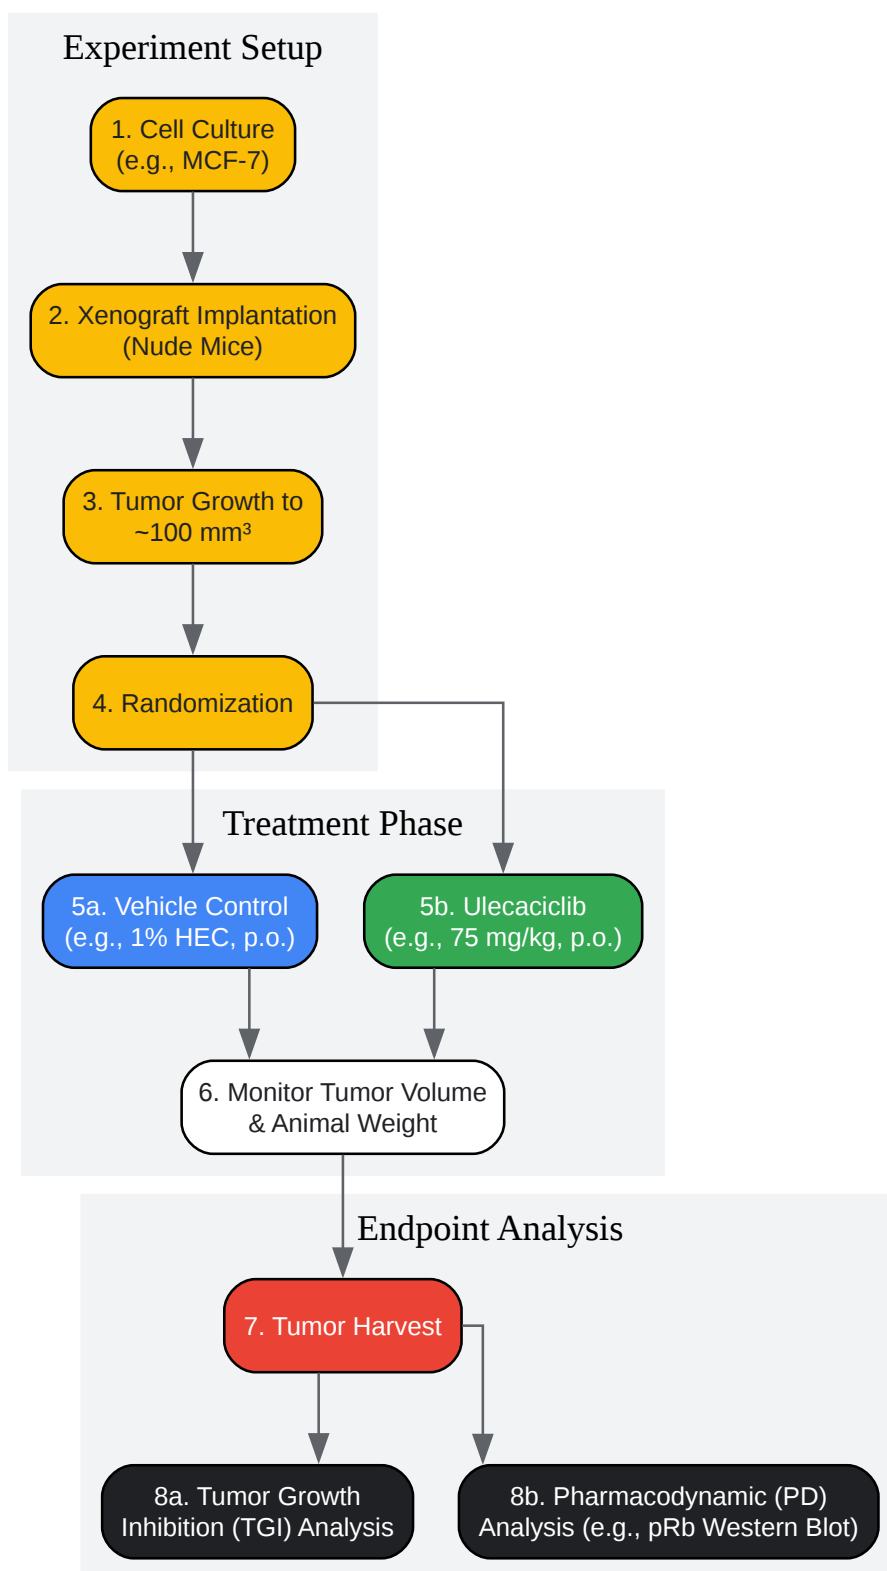 Experiment Setup
1. Cell Culture
(e.g., MCF-7)
2. Xenograft Implantation
(Nude Mice)
3. Tumor Growth to
~100 mm³
4. Randomization
Treatment Phase
5a. Vehicle Control
(e.g., 1% HEC, p.o.)
5b. Ulecaciclib
(e.g., 75 mg/kg, p.o.)
6. Monitor Tumor Volume
& Animal Weight
Endpoint Analysis
7. Tumor Harvest
8a. Tumor Growth
Inhibition (TGI) Analysis
8b. Pharmacodynamic (PD)
Analysis (e.g., pRb Western Blot)